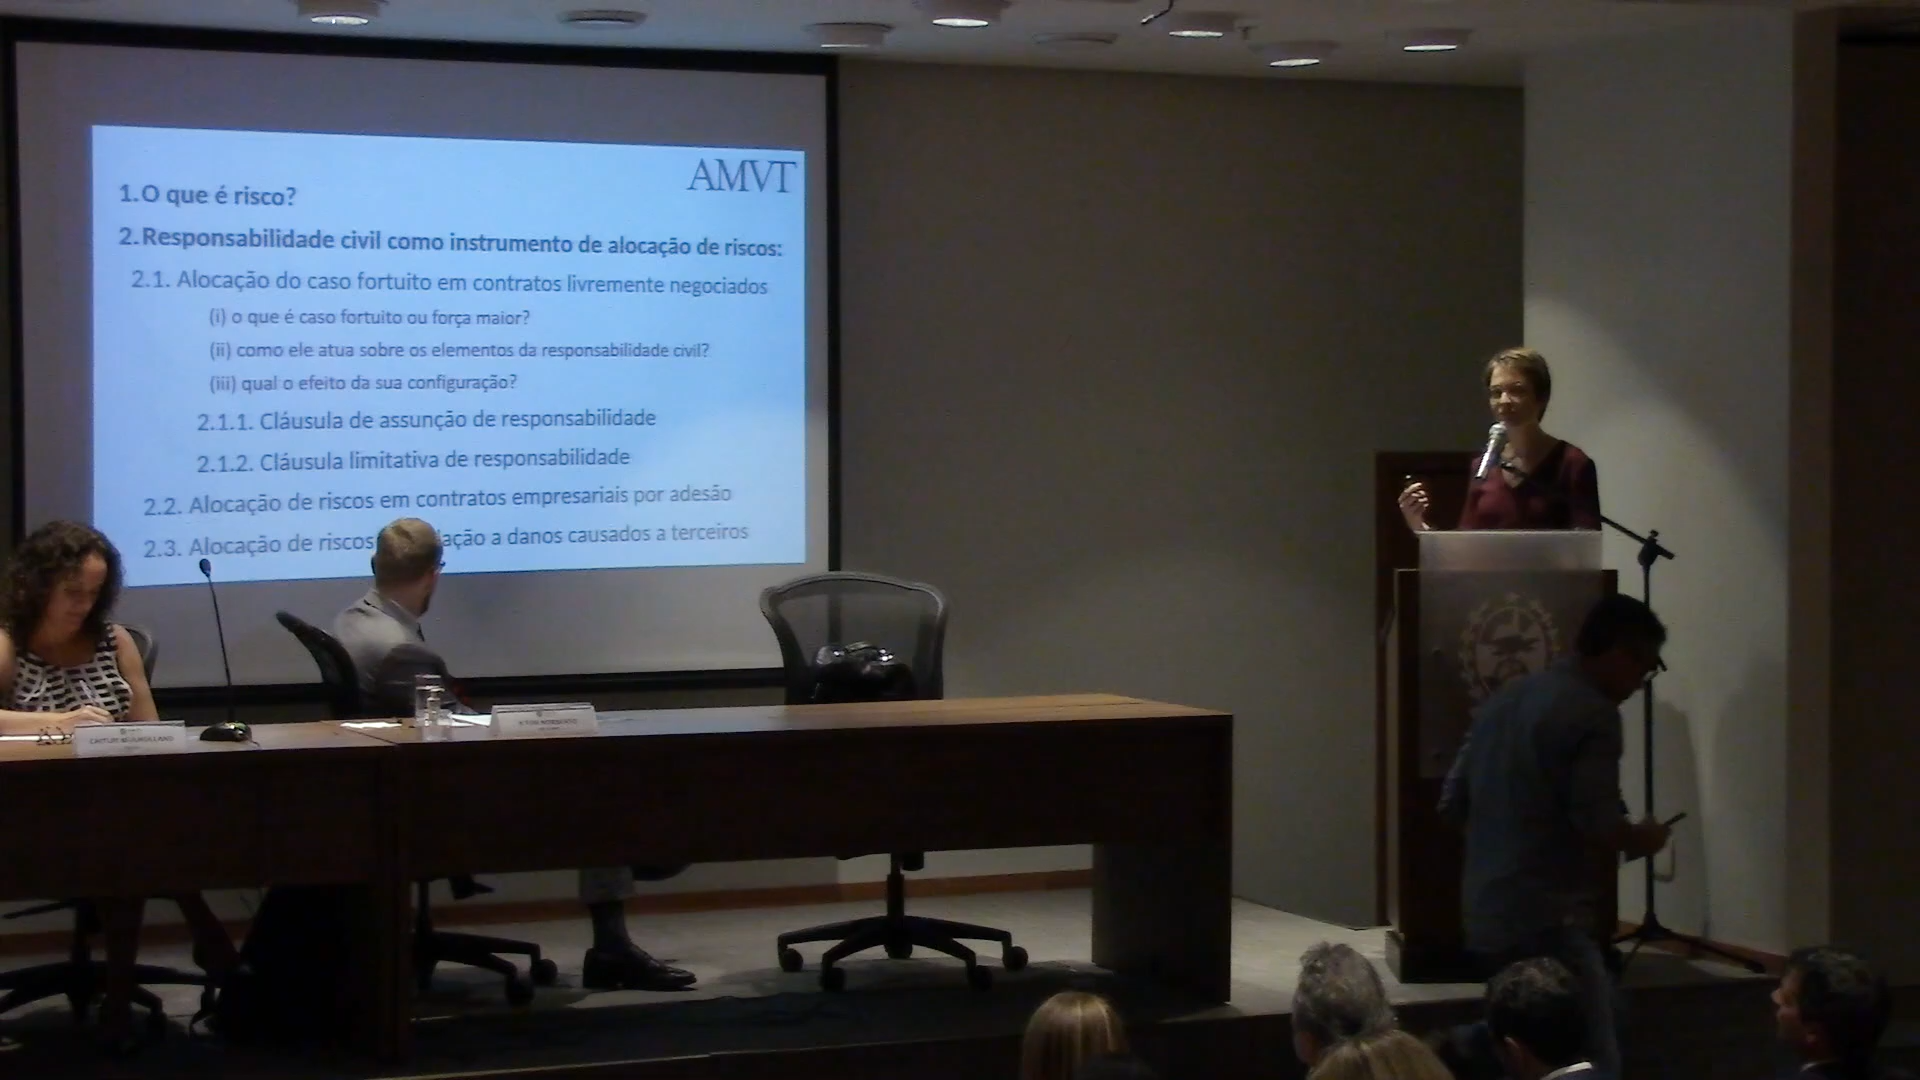 AMVT
1. O que é risco?
2. Responsabilidade civil como instrumento de alocação de riscos:
2.1. Alocação do caso fortuito em contratos livremente negociados
(i) o que é caso fortuito ou força maior?
(ii) como ele atua sobre os elementos da responsabilidade civil?
(iii) qual o efeito da sua configuração?
2.1.1. Cláusula de assunção de responsabilidade
2.1.2. Cláusula limitativa de responsabilidade
2.2. Alocação de riscos em contratos empresariais por adesão
2.3. Alocação de riscos ação a danos causados a terceiros